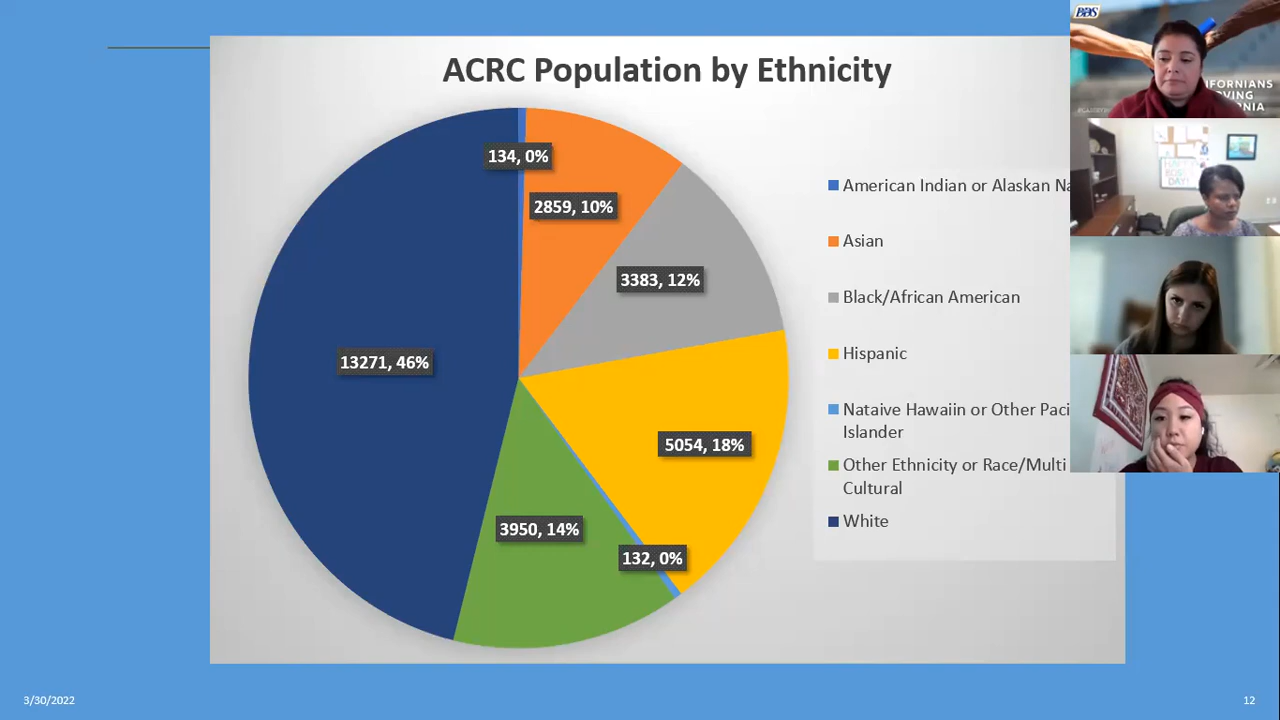 ACRC Population by Ethnicity
134, 0%
2859, 10%
3383, 12%
13271, 46%
5054, 18%
3950, 14%
132, 0%
American Indian or Alaskan
Asian
Black/African American
Hispanic
Nataive Hawaiin or Other
Islander
Other Ethnicity or Race/Multi
Cultural
White
BDS
3/30/2022
12